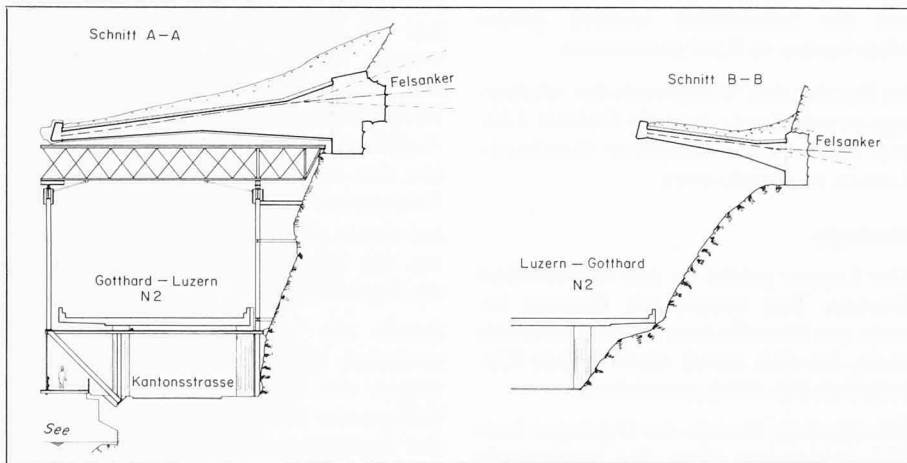 Schnitt A–A
Felsanker
Gotthard – Luzern
N2
Kantonsstrasse
See
Schnitt B–B
Felsanker
Luzern – Gotthard
N2